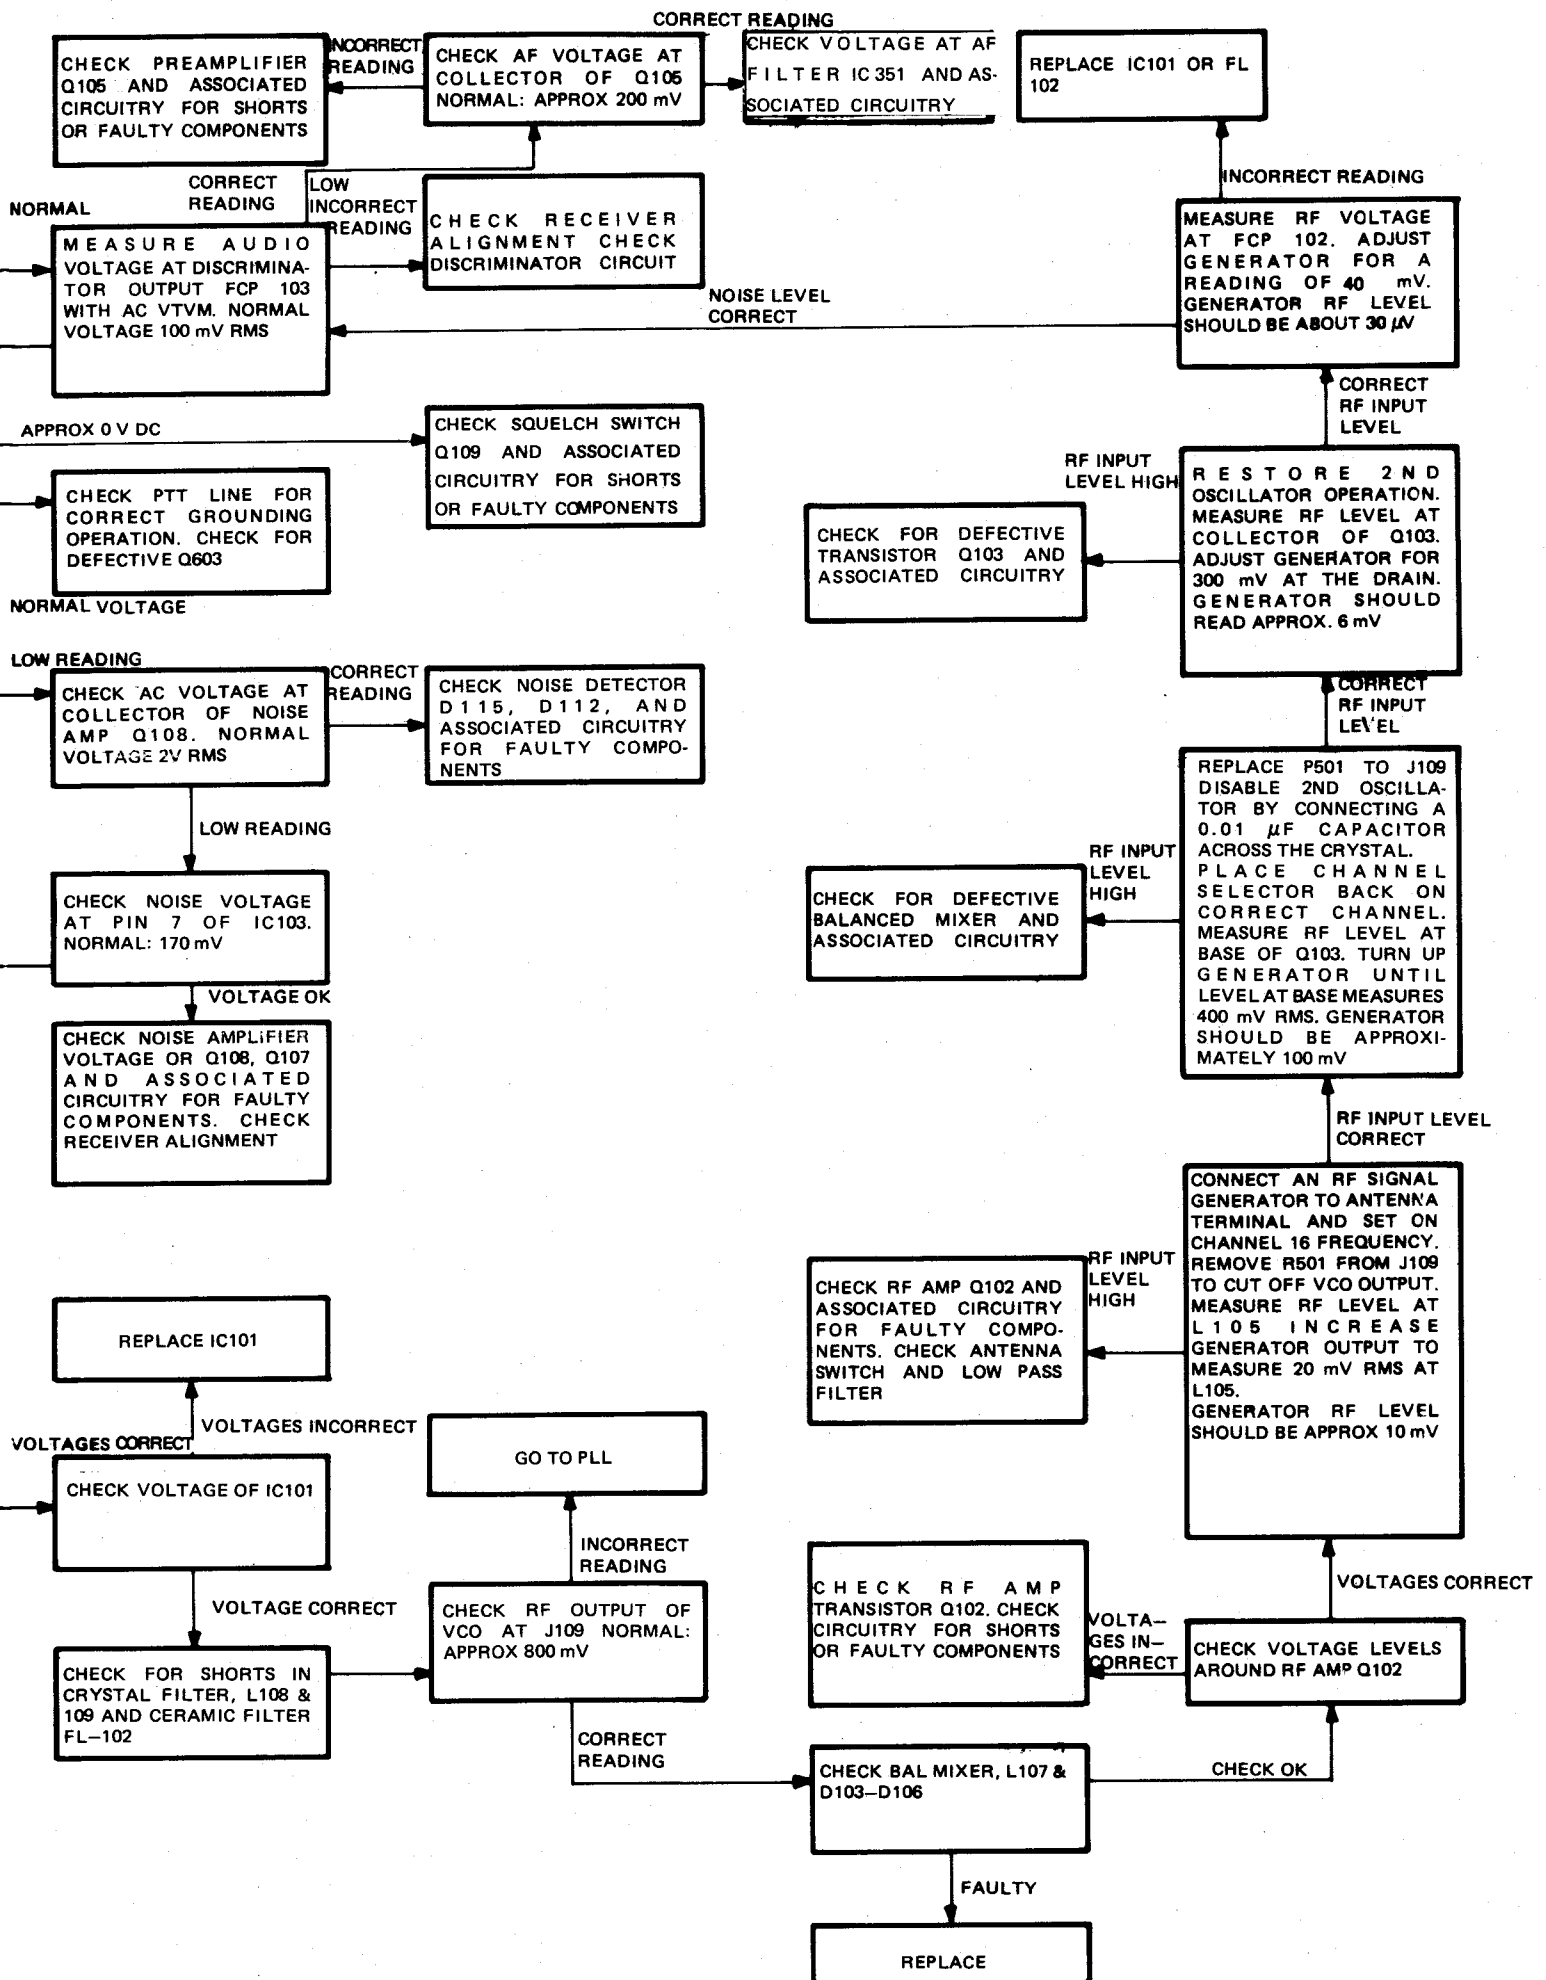 CORRECT READING
CHECK PREAMPLIFIER
Q105 AND ASSOCIATED
CIRCUITRY FOR SHORTS
OR FAULTY COMPONENTS
INCORRECT
READING
CHECK AF VOLTAGE AT
COLLECTOR OF Q105
NORMAL: APPROX 200 mV
CHECK VOLTAGE AT AF
FILTER IC 351 AND AS-
SOCIATED CIRCUITRY
REPLACE IC101 OR FL
102
INCORRECT READING
NORMAL
CORRECT
READING
LOW
INCORRECT
READING
MEASURE AUDIO
VOLTAGE AT DISCRIMINA-
TOR OUTPUT FCP 103
WITH AC VTVM. NORMAL
VOLTAGE 100 mV RMS
CHECK RECEIVER
ALIGNMENT CHECK
DISCRIMINATOR CIRCUIT
NOISE LEVEL
CORRECT
MEASURE RF VOLTAGE
AT FCP 102. ADJUST
GENERATOR FOR A
READING OF 40 mV.
GENERATOR RF LEVEL
SHOULD BE ABOUT 30 µV
CORRECT
RF INPUT
LEVEL
APPROX 0 V DC
CHECK SQUELCH SWITCH
Q109 AND ASSOCIATED
CIRCUITRY FOR SHORTS
OR FAULTY COMPONENTS
CHECK PTT LINE FOR
CORRECT GROUNDING
OPERATION. CHECK FOR
DEFECTIVE Q603
NORMAL VOLTAGE
RF INPUT
LEVEL HIGH
CHECK FOR DEFECTIVE
TRANSISTOR Q103 AND
ASSOCIATED CIRCUITRY
RESTORE 2ND
OSCILLATOR OPERATION.
MEASURE RF LEVEL AT
COLLECTOR OF Q103.
ADJUST GENERATOR FOR
300 mV AT THE DRAIN.
GENERATOR SHOULD
READ APPROX. 6 mV
CORRECT
RF INPUT
LEVEL
LOW READING
CHECK AC VOLTAGE AT
COLLECTOR OF NOISE
AMP Q108. NORMAL
VOLTAGE 2V RMS
CORRECT
READING
CHECK NOISE DETECTOR
D115, D112, AND
ASSOCIATED CIRCUITRY
FOR FAULTY COMPO-
NENTS
LOW READING
CHECK NOISE VOLTAGE
AT PIN 7 OF IC103.
NORMAL: 170 mV
VOLTAGE OK
CHECK NOISE AMPLIFIER
VOLTAGE OR Q108, Q107
AND ASSOCIATED
CIRCUITRY FOR FAULTY
COMPONENTS. CHECK
RECEIVER ALIGNMENT
RF INPUT
LEVEL
HIGH
CHECK FOR DEFECTIVE
BALANCED MIXER AND
ASSOCIATED CIRCUITRY
REPLACE P501 TO J109
DISABLE 2ND OSCILLA-
TOR BY CONNECTING A
0.01 µF CAPACITOR
ACROSS THE CRYSTAL.
PLACE CHANNEL
SELECTOR BACK ON
CORRECT CHANNEL.
MEASURE RF LEVEL AT
BASE OF Q103. TURN UP
GENERATOR UNTIL
LEVEL AT BASE MEASURES
400 mV RMS. GENERATOR
SHOULD BE APPROXI-
MATELY 100 mV
RF INPUT LEVEL
CORRECT
RF INPUT
LEVEL
HIGH
CHECK RF AMP Q102 AND
ASSOCIATED CIRCUITRY
FOR FAULTY COMPO-
NENTS. CHECK ANTENNA
SWITCH AND LOW PASS
FILTER
CONNECT AN RF SIGNAL
GENERATOR TO ANTENNA
TERMINAL AND SET ON
CHANNEL 16 FREQUENCY.
REMOVE R501 FROM J109
TO CUT OFF VCO OUTPUT.
MEASURE RF LEVEL AT
L105 INCREASE
GENERATOR OUTPUT TO
MEASURE 20 mV RMS AT
L105.
GENERATOR RF LEVEL
SHOULD BE APPROX 10 mV
REPLACE IC101
VOLTAGES INCORRECT
VOLTAGES CORRECT
CHECK VOLTAGE OF IC101
GO TO PLL
INCORRECT
READING
VOLTAGE CORRECT
CHECK RF OUTPUT OF
VCO AT J109 NORMAL:
APPROX 800 mV
CHECK FOR SHORTS IN
CRYSTAL FILTER, L108 &
109 AND CERAMIC FILTER
FL–102
CORRECT
READING
VOLTAGES CORRECT
CHECK RF AMP
TRANSISTOR Q102. CHECK
CIRCUITRY FOR SHORTS
OR FAULTY COMPONENTS
VOLTA–
GES IN–
CORRECT
CHECK VOLTAGE LEVELS
AROUND RF AMP Q102
CHECK BAL MIXER, L107 &
D103–D106
CHECK OK
FAULTY
REPLACE